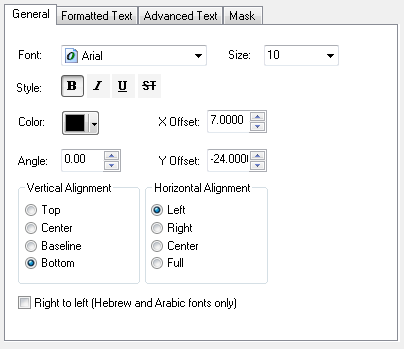 General Formatted Text Advanced Text Mask
Font: Arial Size: 10
Style: B I U ST
Color: X Offset: 7.0000
Angle: 0.00 Y Offset: -24.000
Vertical Alignment Horizontal Alignment
Top Left
Center Right
Baseline Center
Bottom Full
Right to left (Hebrew and Arabic fonts only)